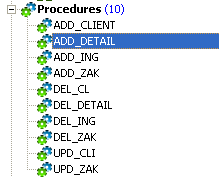 Procedures (10)
ADD_CLIENT
ADD_DETAIL
ADD_ING
ADD_ZAK
DEL_CL
DEL_DETAIL
DEL_ING
DEL_ZAK
UPD_CLI
UPD_ZAK